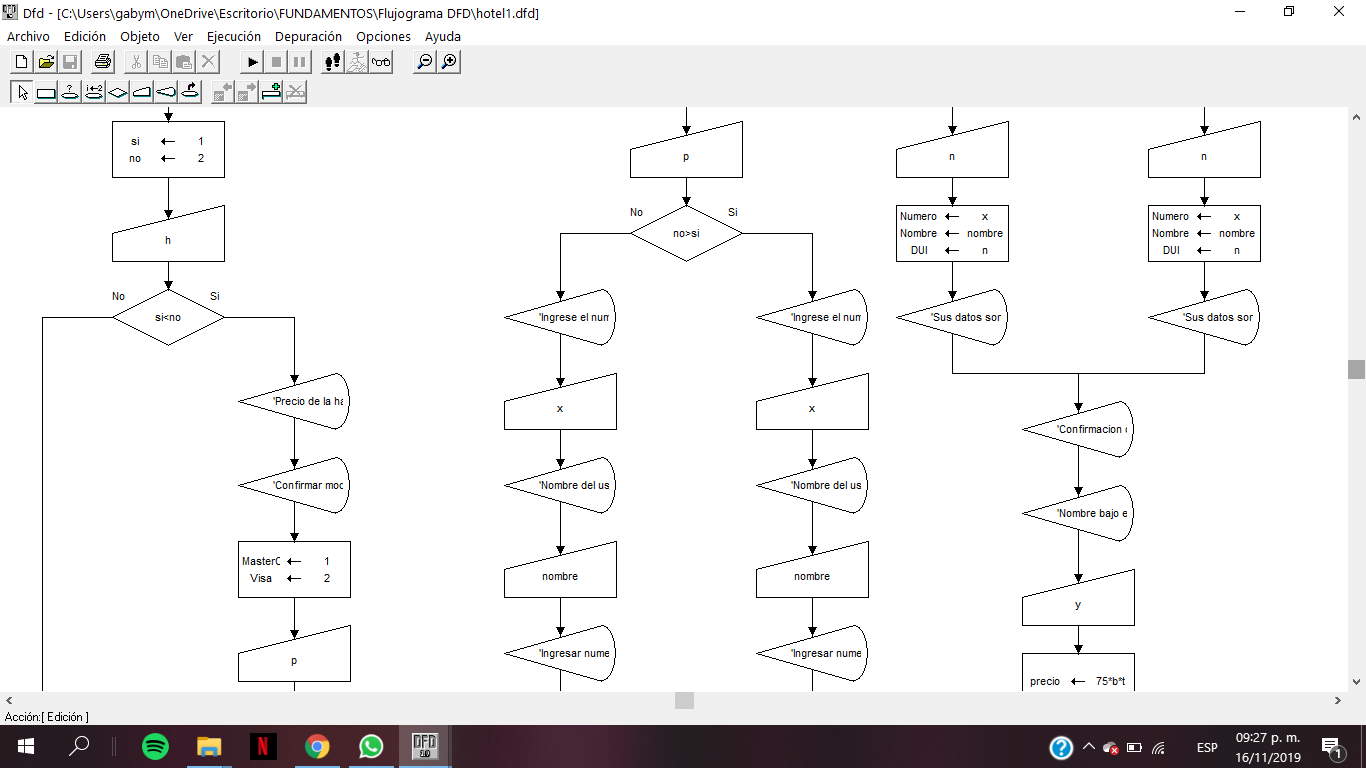 Dfd - [C:\Users\gabym\OneDrive\Escritorio\FUNDAMENTOS\Flujograma DFD\hotel1.dfd]
Archivo Edición Objeto Ver Ejecución Depuración Opciones Ayuda
si ← 1
no ← 2
h
No Si
si<no
'Precio de la ha
'Confirmar moc
MasterC ← 1
Visa ← 2
p
p
No Si
no>si
'Ingrese el num
x
'Nombre del us
nombre
'Ingresar nume
'Ingrese el num
x
'Nombre del us
nombre
'Ingresar nume
n
Numero ← x
Nombre ← nombre
DUI ← n
'Sus datos sor
n
Numero ← x
Nombre ← nombre
DUI ← n
'Sus datos sor
'Confirmacion c
'Nombre bajo e
y
precio ← 75*b*t
Acción:[ Edición ]
DFD
1.0
ESP
09:27 p. m.
16/11/2019
1